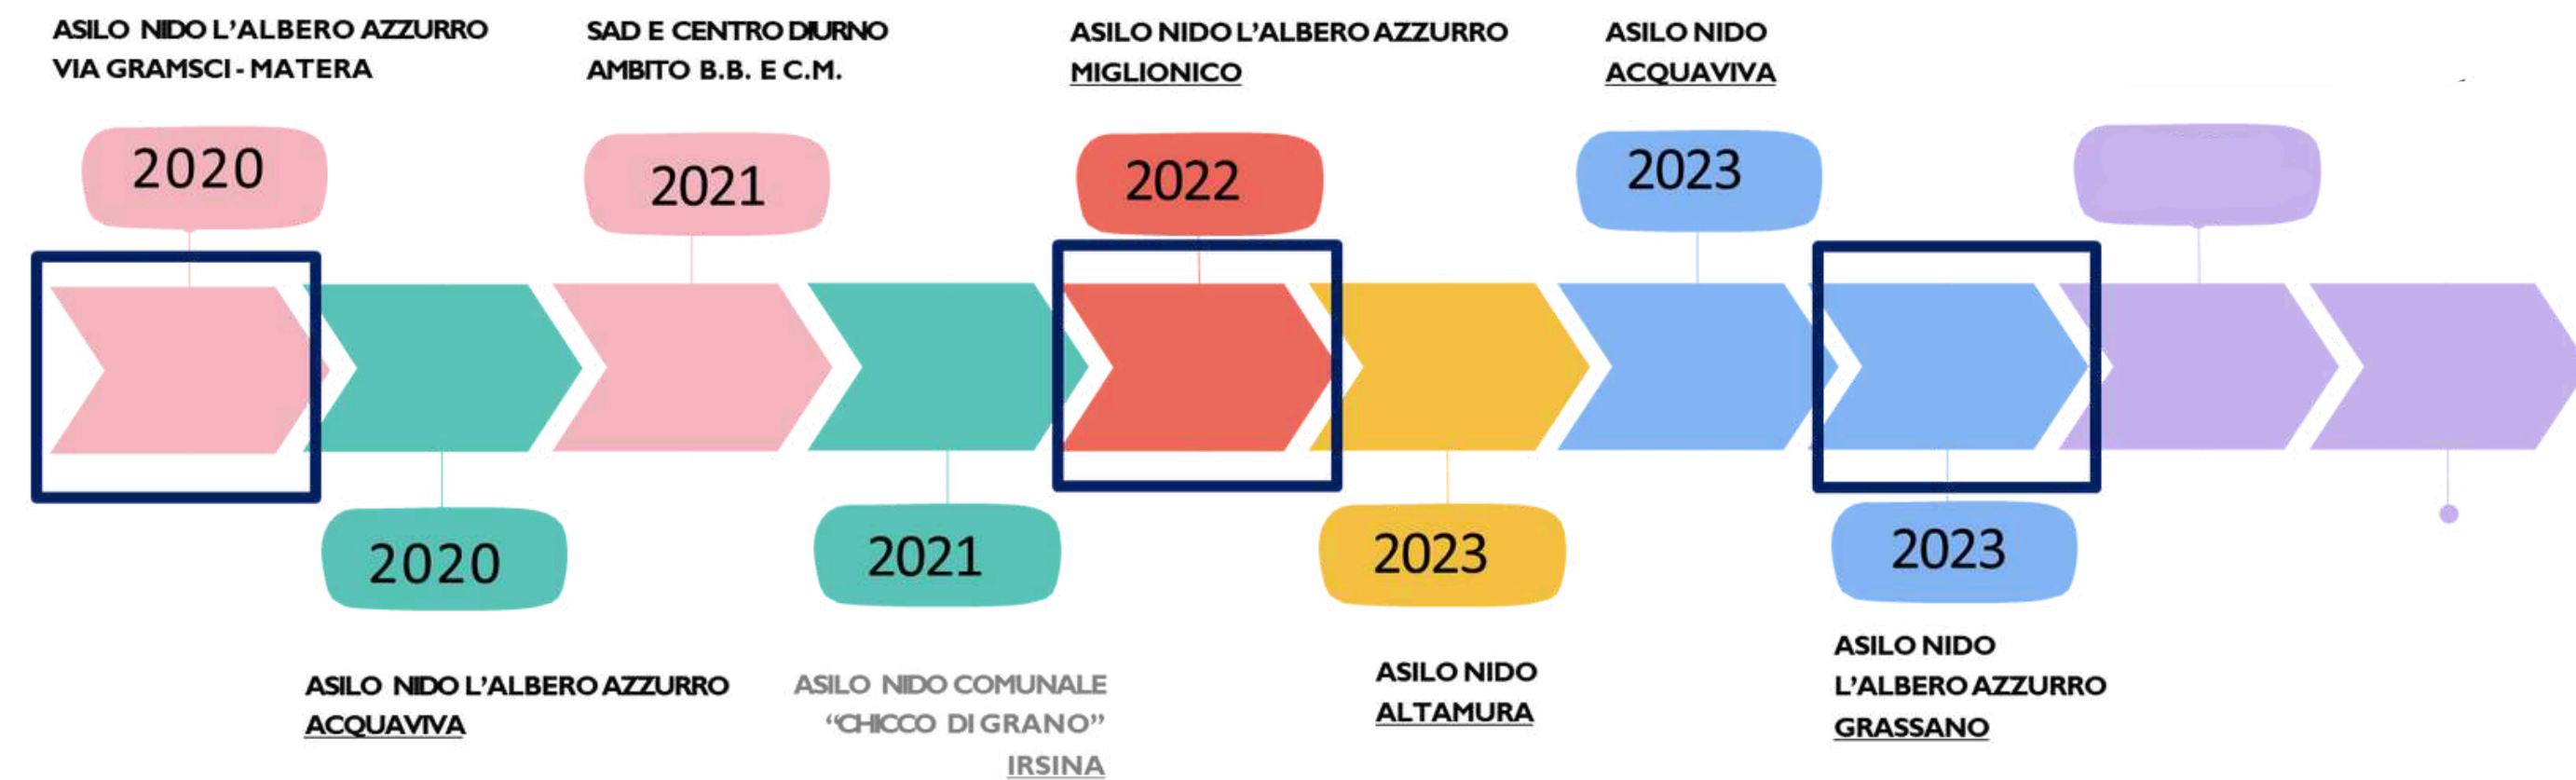 ASILO NIDO L'ALBERO AZZURRO
VIA GRAMSCI - MATERA
2020
SAD E CENTRO DIURNO
AMBITO B.B. E C.M.
2021
ASILO NIDO L'ALBERO AZZURRO
MIGLIONICO
2022
ASILO NIDO
ACQUAVIVA
2023
2020
ASILO NIDO L'ALBERO AZZURRO
ACQUAVIVA
2021
ASILO NIDO COMUNALE
“CHICCO DI GRANO”
IRSINA
2023
ASILO NIDO
ALTAMURA
2023
ASILO NIDO
L'ALBERO AZZURRO
GRASSANO